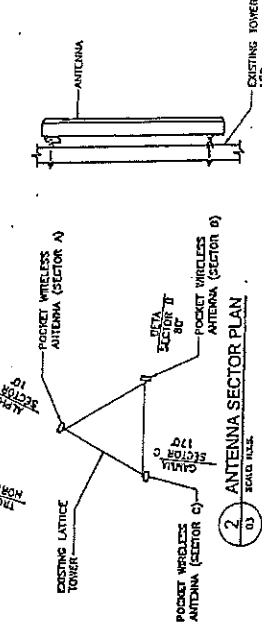 ANTENNA
EXISTING TOWER
LEG
POCKET WIRELESS
ANTENNA (SECTOR A)
SECTOR
10°
EXISTING LATTICE
TOWER
BETA
SECTOR B
80°
POCKET WIRELESS
ANTENNA (SECTOR B)
GAMMA
SECTOR C
170°
POCKET WIRELESS
ANTENNA (SECTOR C)
2
03
ANTENNA SECTOR PLAN
SCALE: N.T.S.